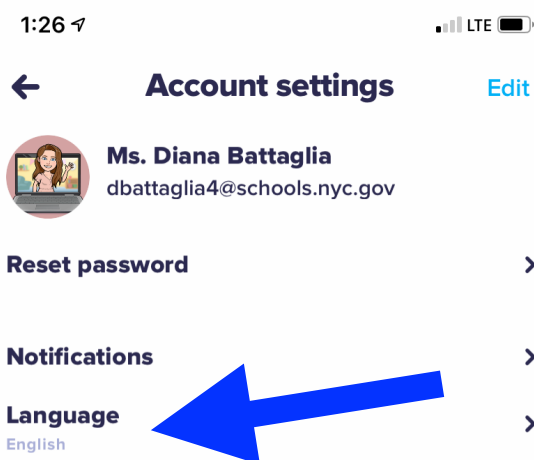 1:26 LTE
Account settings Edit
Ms. Diana Battaglia
dbattaglia4@schools.nyc.gov
Reset password
Notifications
Language
English